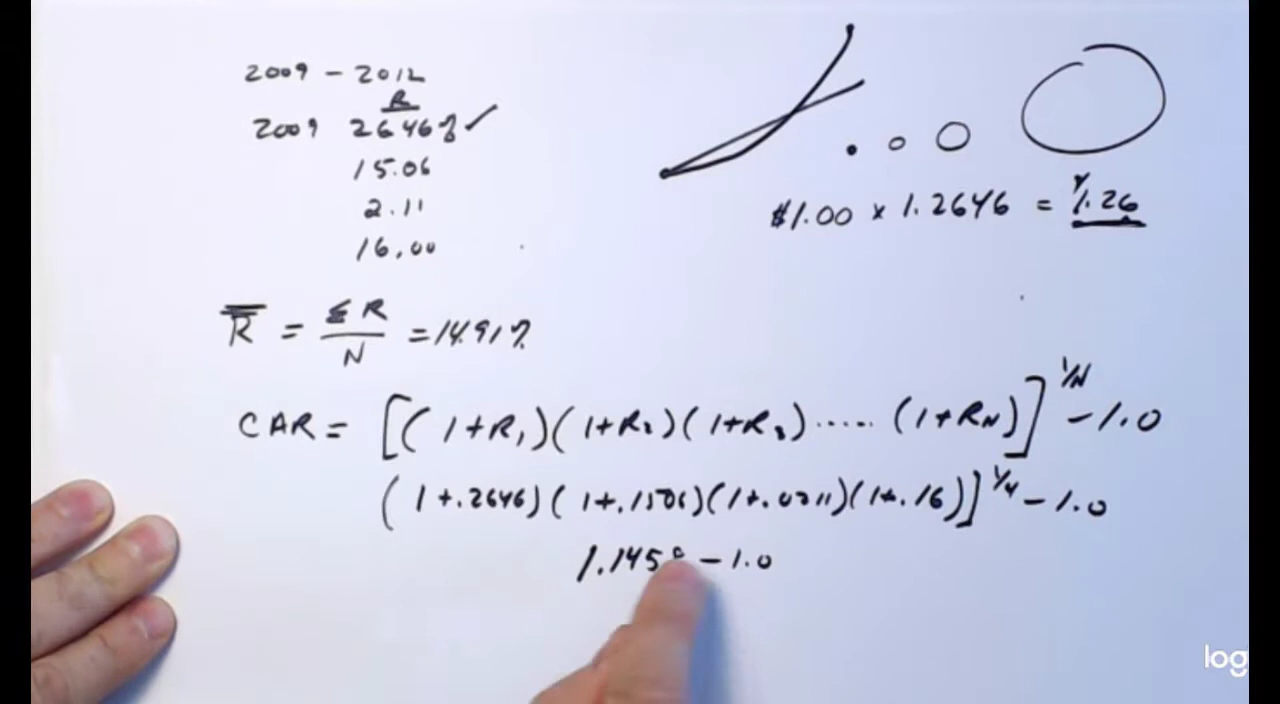 2009 - 2012
R
2009 26.46% ✓
15.06
2.11
16.00
$1.00 x 1.2646 = 1.26
R̅ = ΣR/N = 14.91%
CAR = [(1+R₁)(1+R₂)(1+R₃).....(1+R_N)]^1/N - 1.0
(1+.2646)(1+.1506)(1+.0211)(1+.16)]^1/4 - 1.0
1.145 - 1.0
log